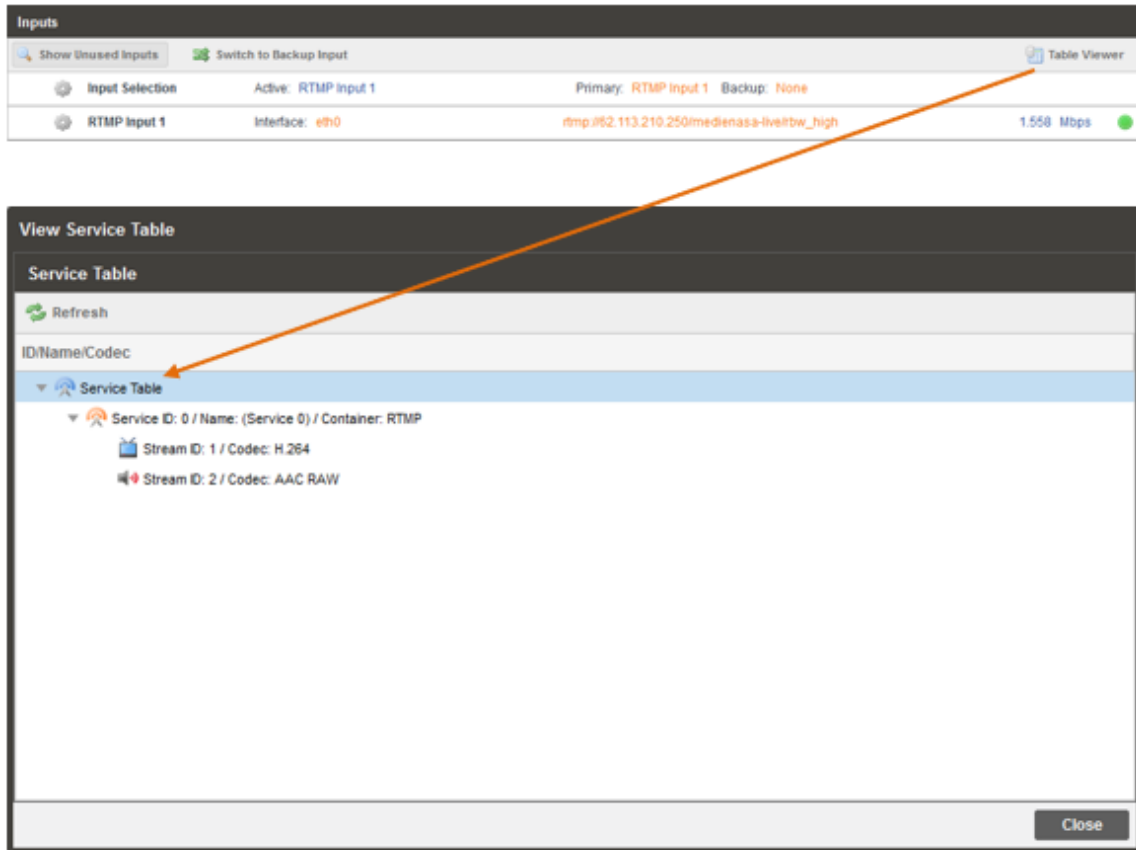 Inputs
Show Unused Inputs Switch to Backup Input Table Viewer
Input Selection Active: RTMP Input 1 Primary: RTMP Input 1 Backup: None
RTMP Input 1 Interface: eth0 rtmp://62.113.210.250/medienasa-live/rbw_high 1.558 Mbps
View Service Table
Service Table
Refresh
ID/Name/Codec
Service Table
Service ID: 0 / Name: (Service 0) / Container: RTMP
Stream ID: 1 / Codec: H.264
Stream ID: 2 / Codec: AAC RAW
Close